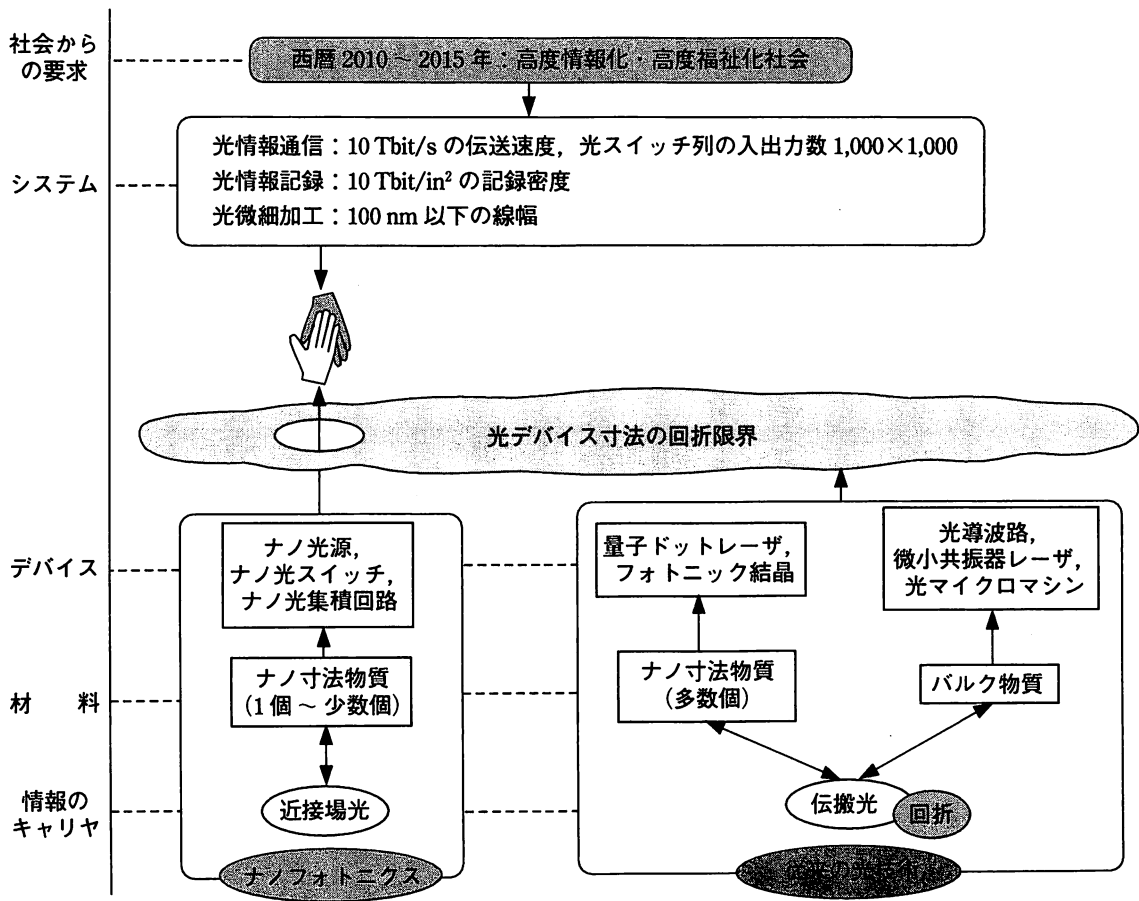 社会から
の要求
西暦 2010 ～ 2015 年：高度情報化・高度福祉化社会
システム
光情報通信：10 Tbit/s の伝送速度，光スイッチ列の入出力数 1,000×1,000
光情報記録：10 Tbit/in² の記録密度
光微細加工：100 nm 以下の線幅
光デバイス寸法の回折限界
デバイス
ナノ光源，
ナノ光スイッチ，
ナノ光集積回路
量子ドットレーザ，
フォトニック結晶
光導波路，
微小共振器レーザ，
光マイクロマシン
材　料
ナノ寸法物質
(1 個 ～ 少数個)
ナノ寸法物質
(多数個)
バルク物質
情報の
キャリヤ
近接場光
伝搬光
回折
ナノフォトニクス
従来の光技術